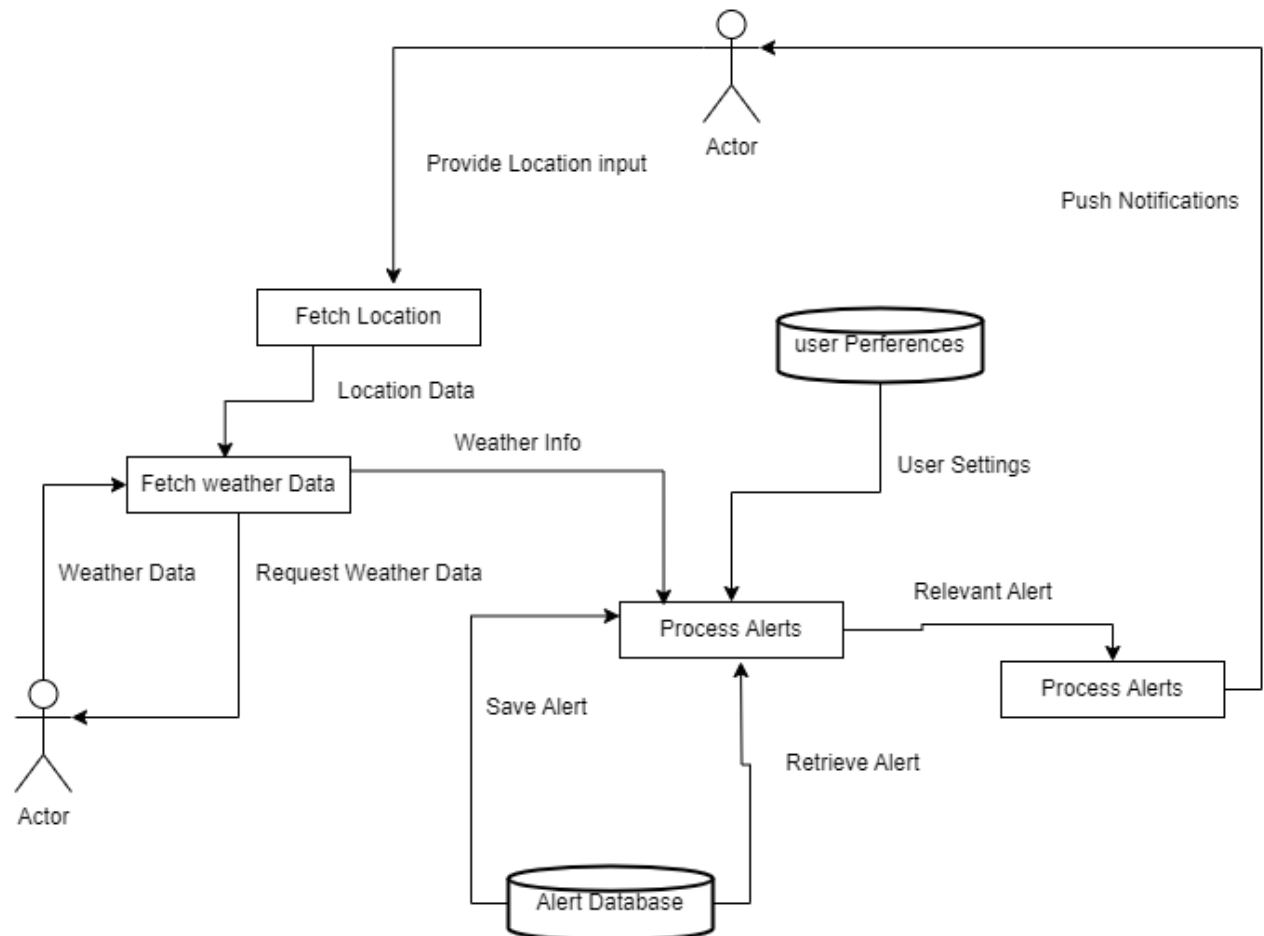 Actor
Provide Location input
Push Notifications
Fetch Location
user Perferences
Location Data
Weather Info
User Settings
Fetch weather Data
Weather Data
Request Weather Data
Relevant Alert
Process Alerts
Process Alerts
Save Alert
Retrieve Alert
Actor
Alert Database